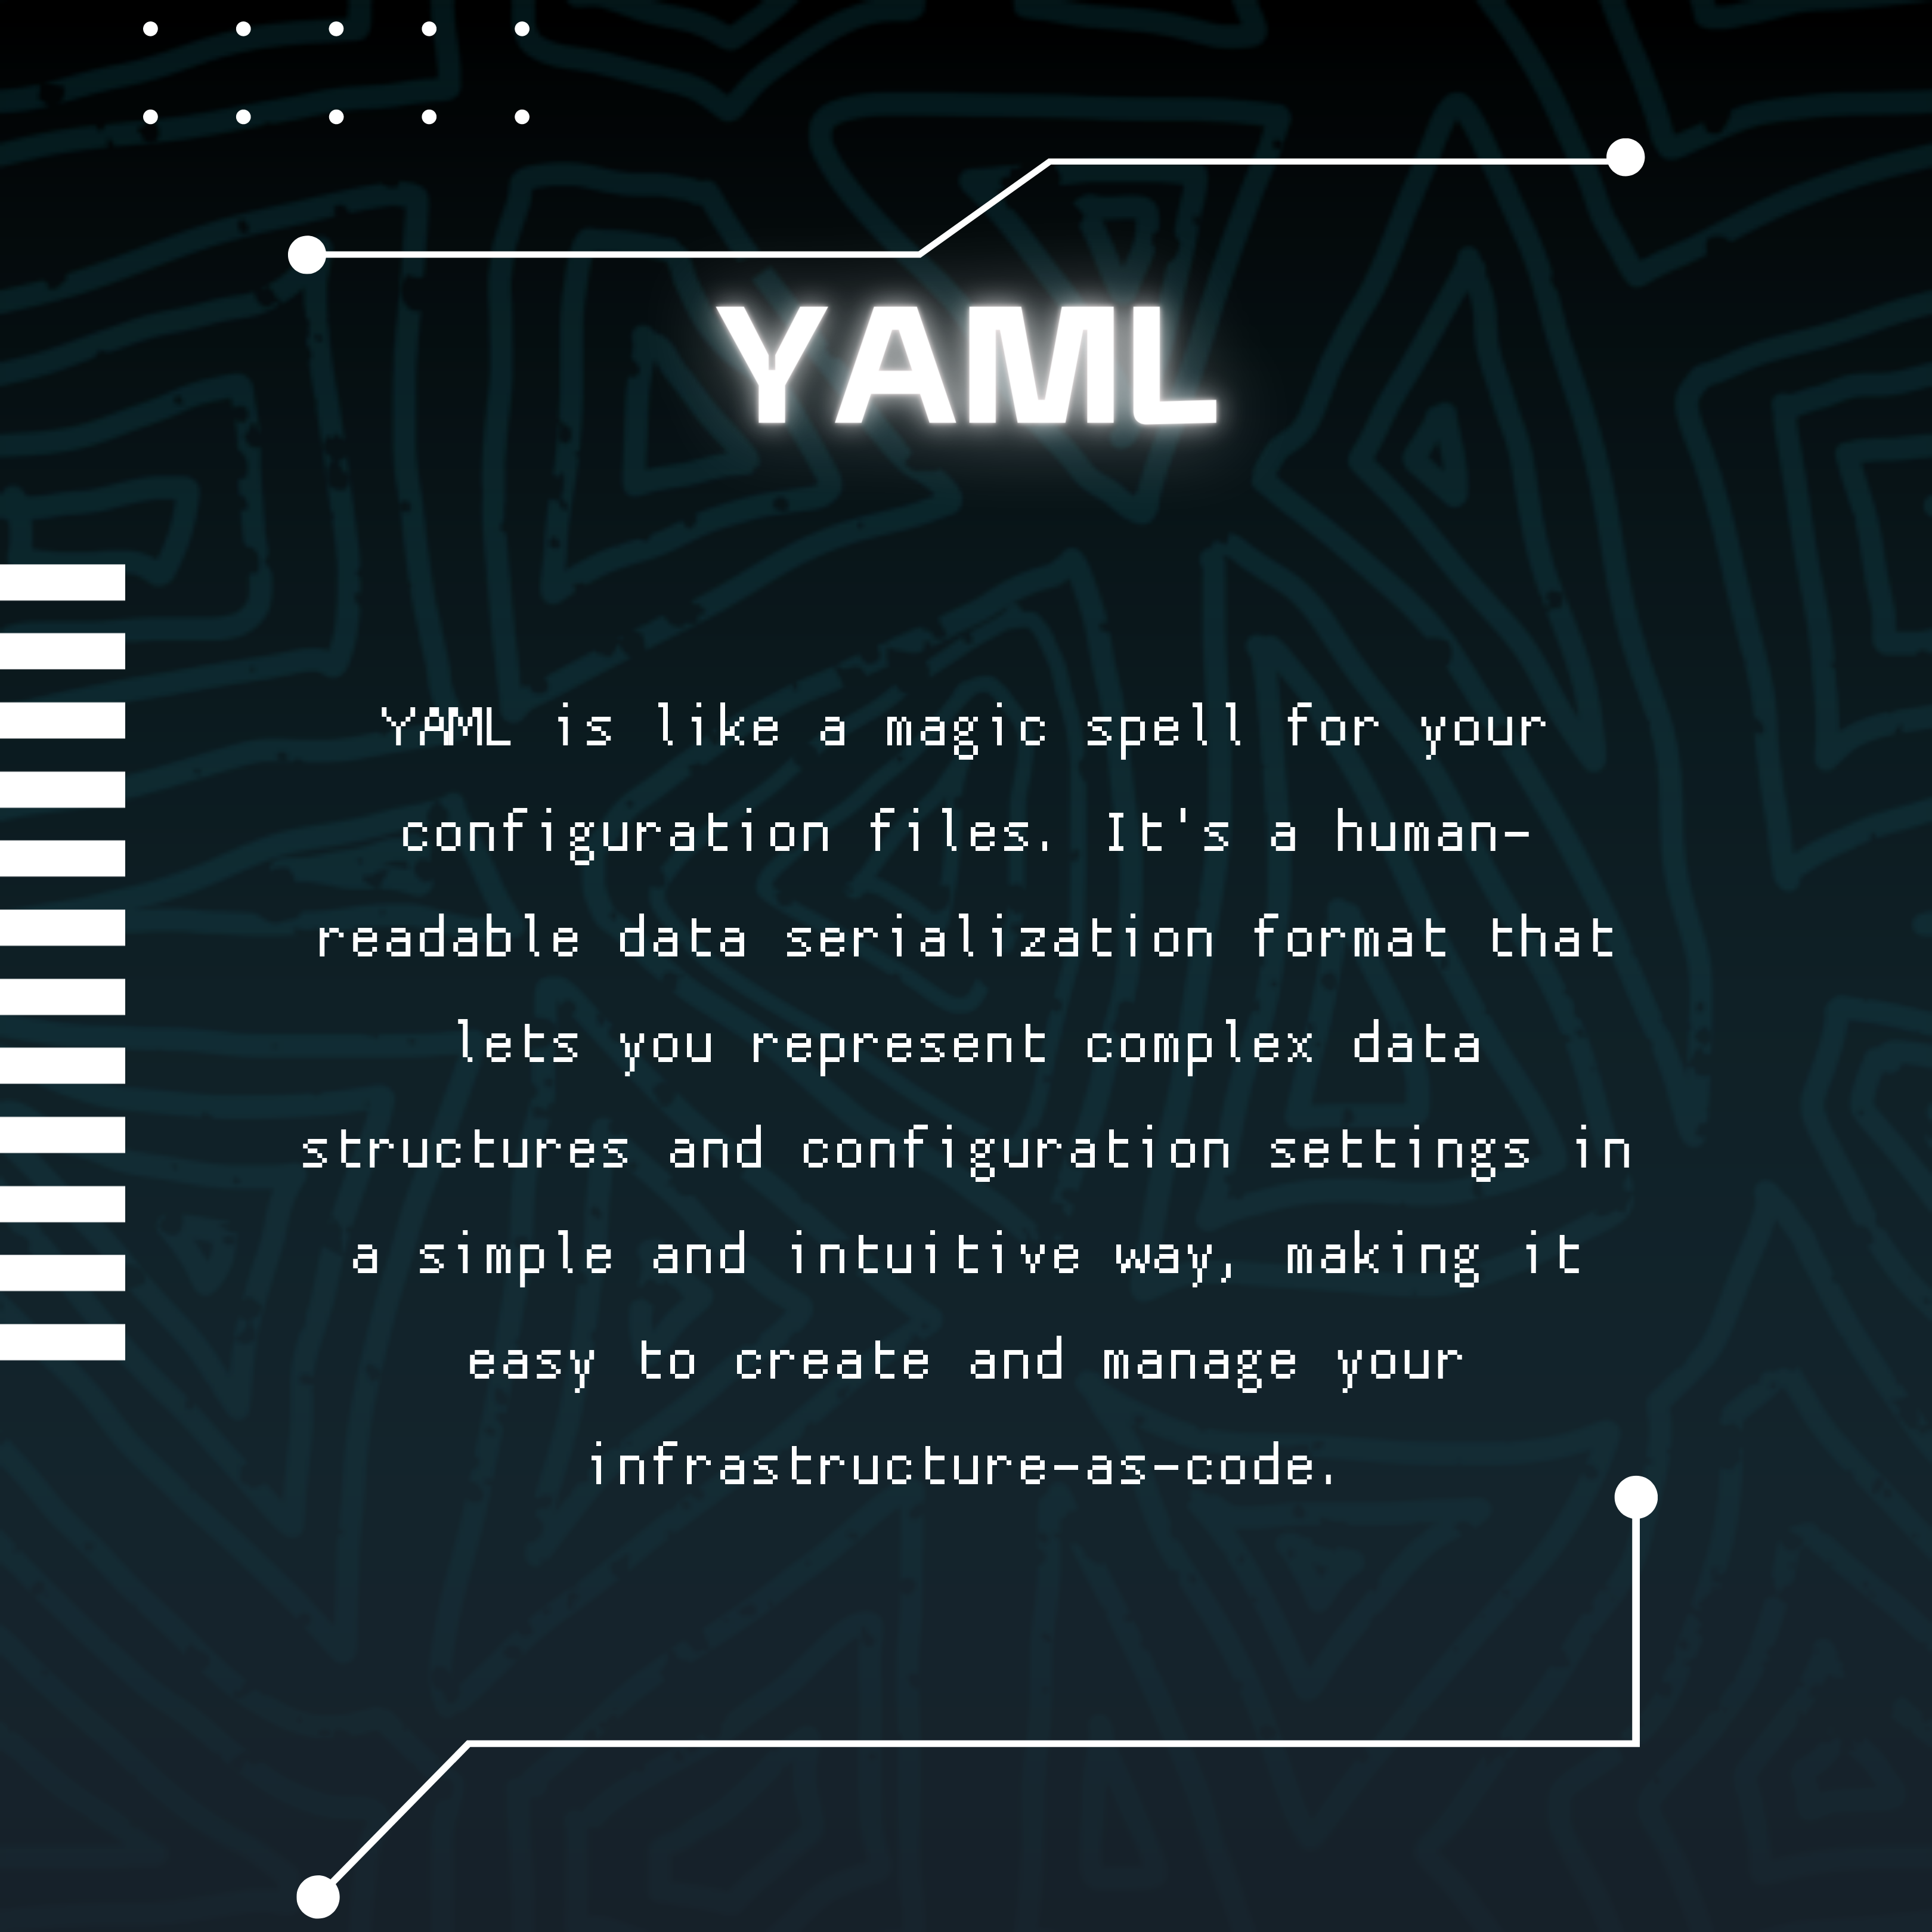 YAML
YAML is like a magic spell for your
configuration files. It's a human-
readable data serialization format that
lets you represent complex data
structures and configuration settings in
a simple and intuitive way, making it
easy to create and manage your
infrastructure-as-code.